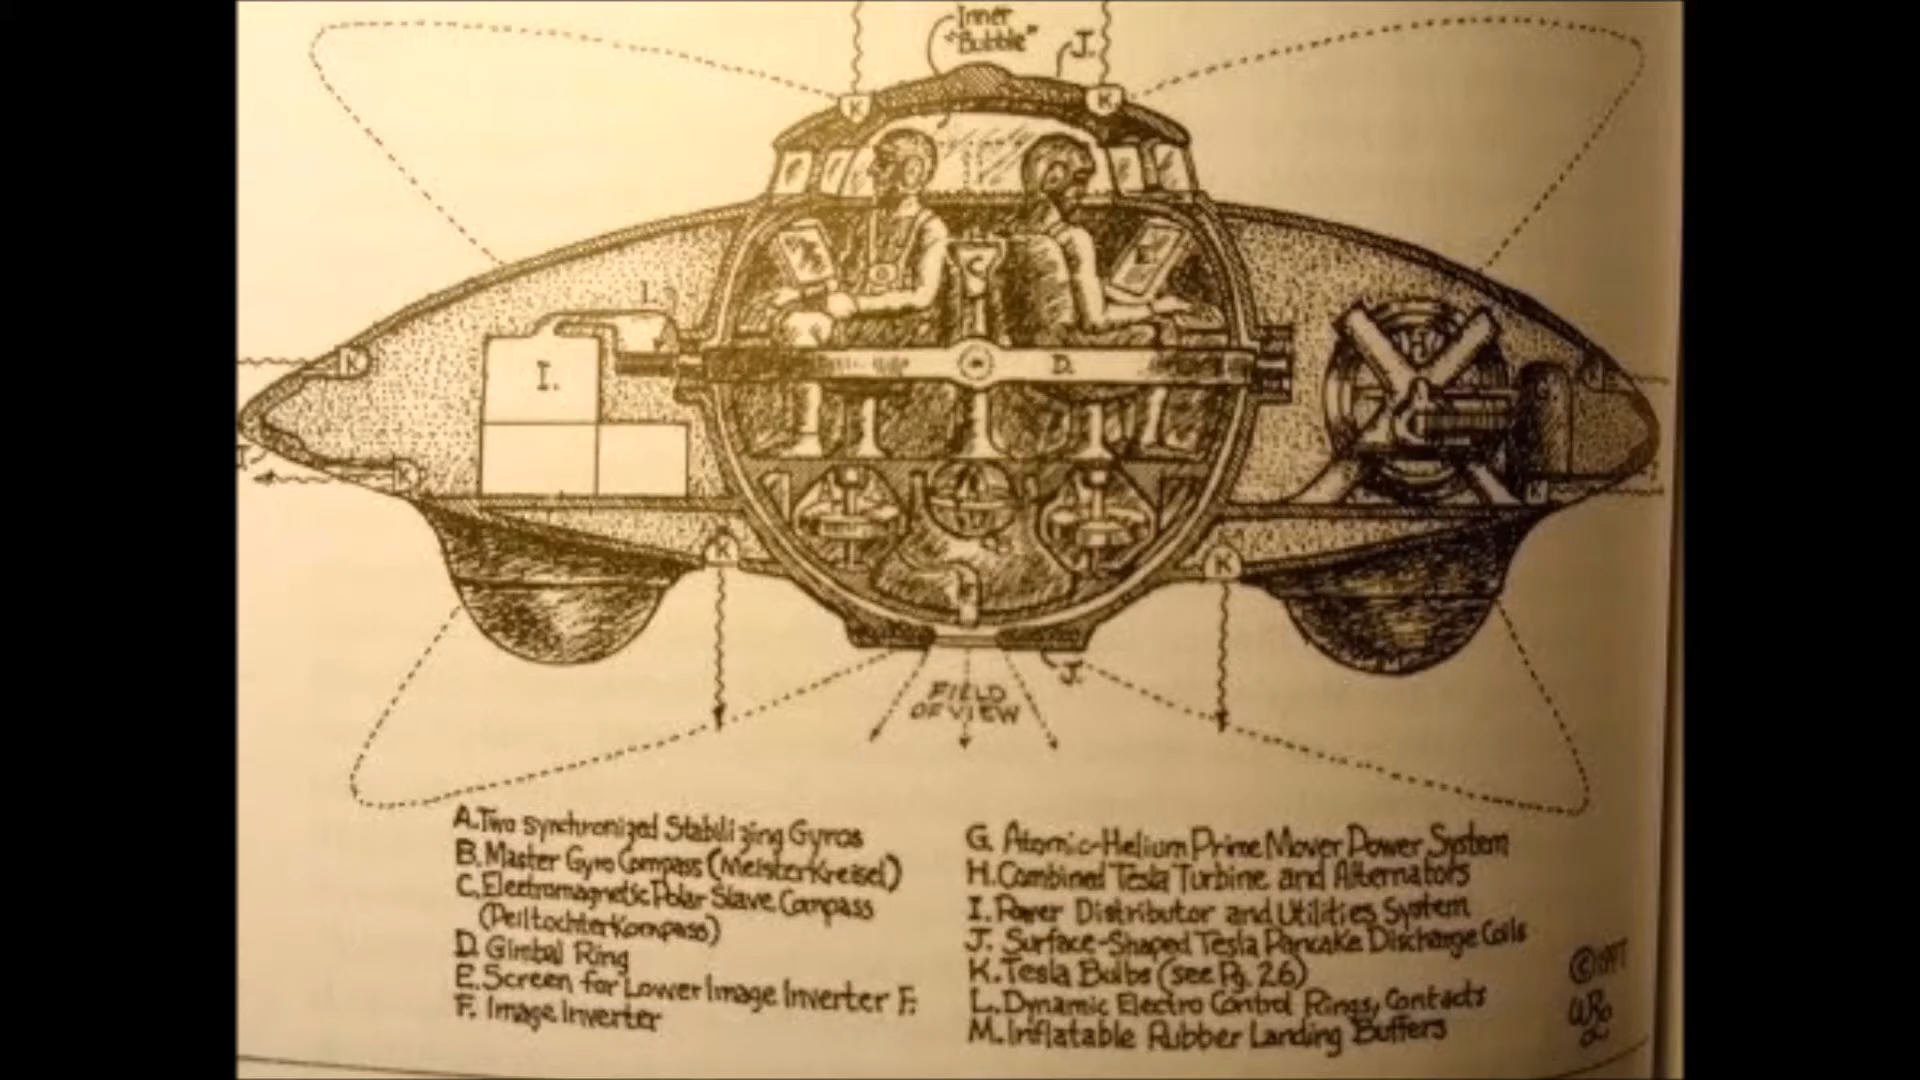 Inner
"Bubble"
J.
K
K
C
I.
D.
H
K
K
K
K
J.
FIELD
OF VIEW
A. Two Synchronized Stabilizing Gyros
B. Master Gyro Compass (Meisterkreisel)
C. Electromagnetic Polar Slave Compass
(Peiltochterkompass)
D. Gimbal Ring
E. Screen for Lower Image Inverter F.
F. Image Inverter
G. Atomic-Helium Prime Mover Power System
H. Combined Tesla Turbine and Alternators
I. Power Distributor and Utilities System
J. Surface-Shaped Tesla Pancake Discharge Coils
K. Tesla Bulbs (see Pg. 26)
L. Dynamic Electro Control Rings, Contacts
M. Inflatable Rubber Landing Buffers